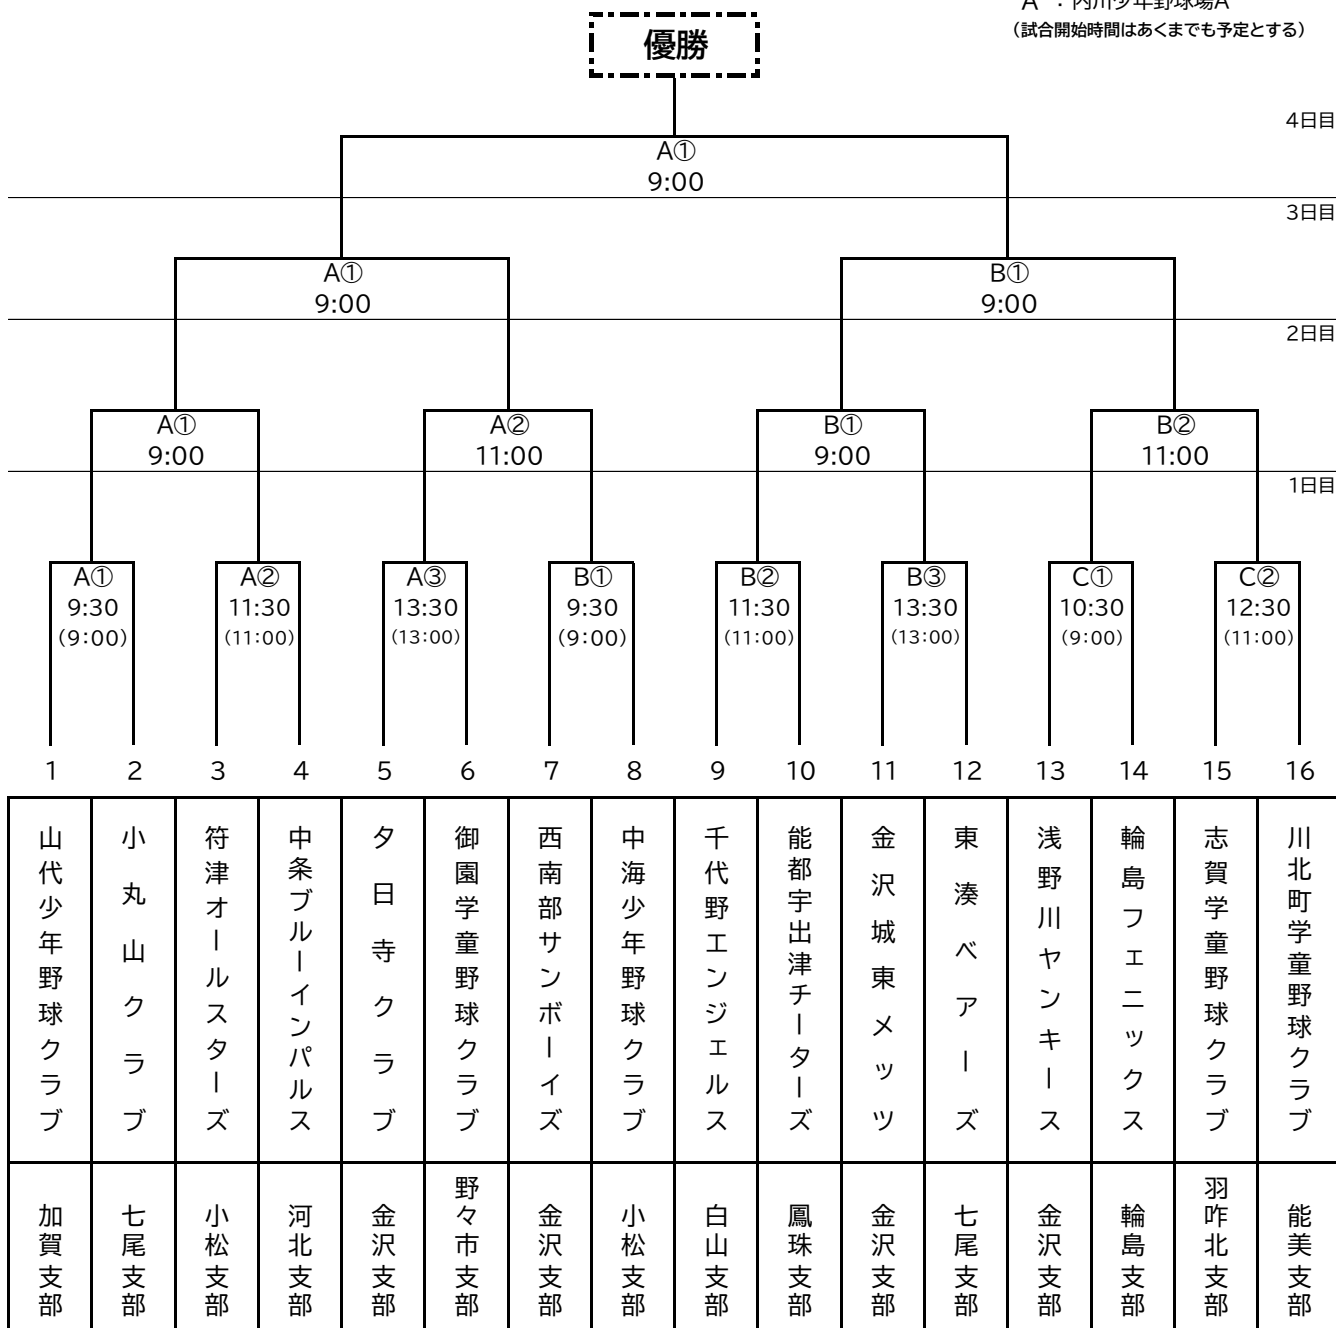 A ：内川少年野球場A
（試合開始時間はあくまでも予定とする）
優勝
4日目
A①
9:00
3日目
A①
9:00
B①
9:00
2日目
A①
9:00
A②
11:00
B①
9:00
B②
11:00
1日目
A①
9:30
（9：00）
A②
11:30
（11：00）
A③
13:30
（13：00）
B①
9:30
（9：00）
B②
11:30
（11：00）
B③
13:30
（13：00）
C①
10:30
（9：00）
C②
12:30
（11：00）
1 2 3 4 5 6 7 8 9 10 11 12 13 14 15 16
山代少年野球クラブ
小丸山クラブ
符津オールスターズ
中条ブルーインパルス
夕日寺クラブ
御園学童野球クラブ
西南部サンボーイズ
中海少年野球クラブ
千代野エンジェルス
能都宇出津チーターズ
金沢城東メッツ
東湊ベアーズ
浅野川ヤンキース
輪島フェニックス
志賀学童野球クラブ
川北町学童野球クラブ
加賀支部
七尾支部
小松支部
河北支部
金沢支部
野々市支部
金沢支部
小松支部
白山支部
鳳珠支部
金沢支部
七尾支部
金沢支部
輪島支部
羽咋北支部
能美支部